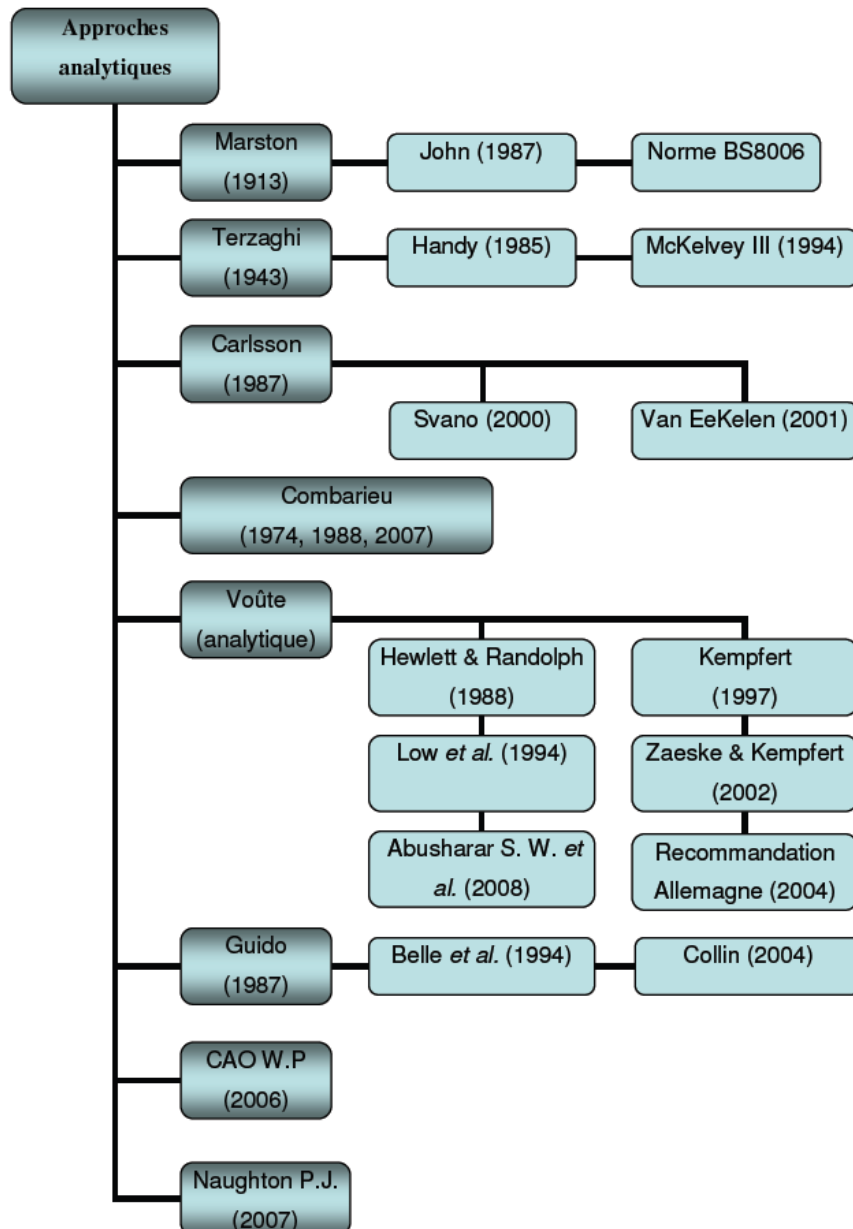 Approches
analytiques
Marston
(1913)
John (1987)
Norme BS8006
Terzaghi
(1943)
Handy (1985)
McKelvey III (1994)
Carlsson
(1987)
Svano (2000)
Van EeKelen (2001)
Combarieu
(1974, 1988, 2007)
Voûte
(analytique)
Hewlett & Randolph
(1988)
Low et al. (1994)
Abusharar S. W. et
al. (2008)
Kempfert
(1997)
Zaeske & Kempfert
(2002)
Recommandation
Allemagne (2004)
Guido
(1987)
Belle et al. (1994)
Collin (2004)
CAO W.P
(2006)
Naughton P.J.
(2007)